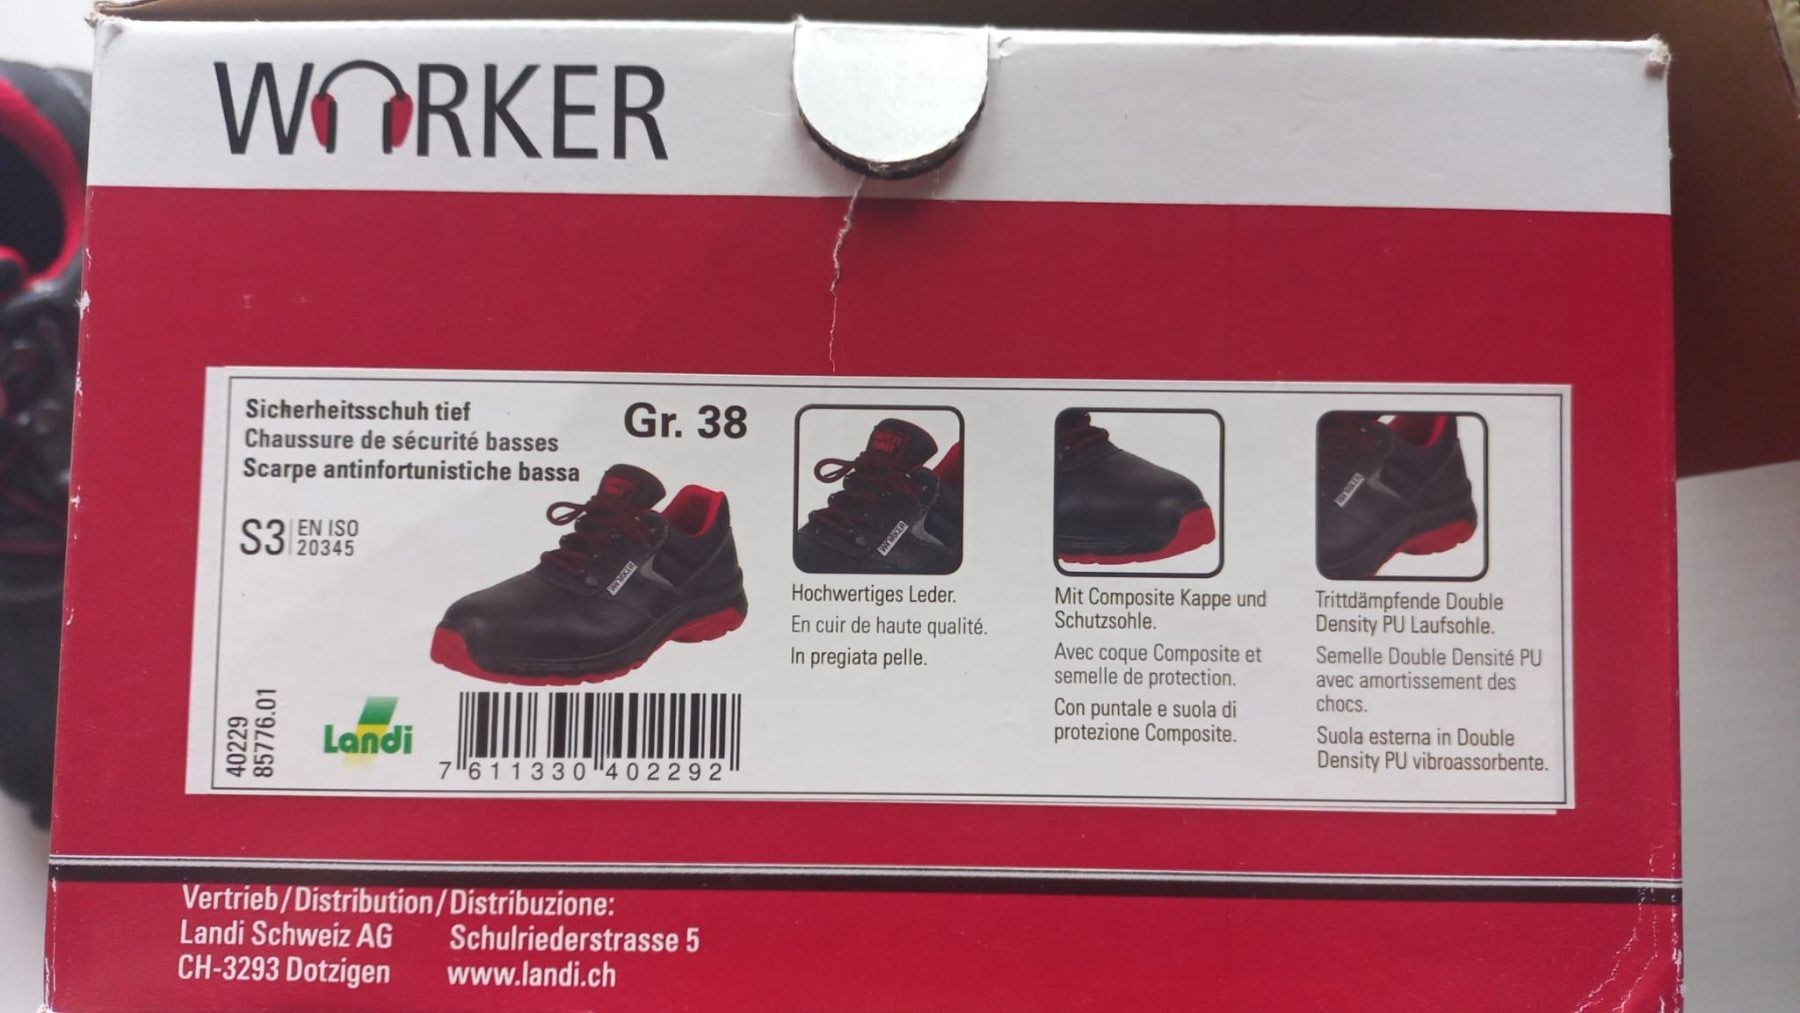 WORKER
Sicherheitsschuh tief
Chaussure de sécurité basses
Scarpe antinfortunistiche bassa
Gr. 38
S3 EN ISO
20345
WORKER
40229
85776.01
Landi
7 611330 402292
WORKER
Hochwertiges Leder.
En cuir de haute qualité.
In pregiata pelle.
Mit Composite Kappe und
Schutzsohle.
Avec coque Composite et
semelle de protection.
Con puntale e suola di
protezione Composite.
WORKER
Trittdämpfende Double
Density PU Laufsohle.
Semelle Double Densité PU
avec amortissement des
chocs.
Suola esterna in Double
Density PU vibroassorbente.
Vertrieb/Distribution/Distribuzione:
Landi Schweiz AG Schulriederstrasse 5
CH-3293 Dotzigen www.landi.ch